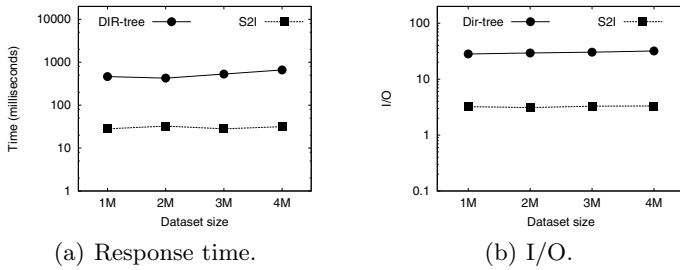 DIR-tree
S2I
10000
1000
100
10
1
Time (milliseconds)
1M
2M
3M
4M
Dataset size
(a) Response time.
Dir-tree
S2I
100
10
1
0.1
I/O
1M
2M
3M
4M
Dataset size
(b) I/O.